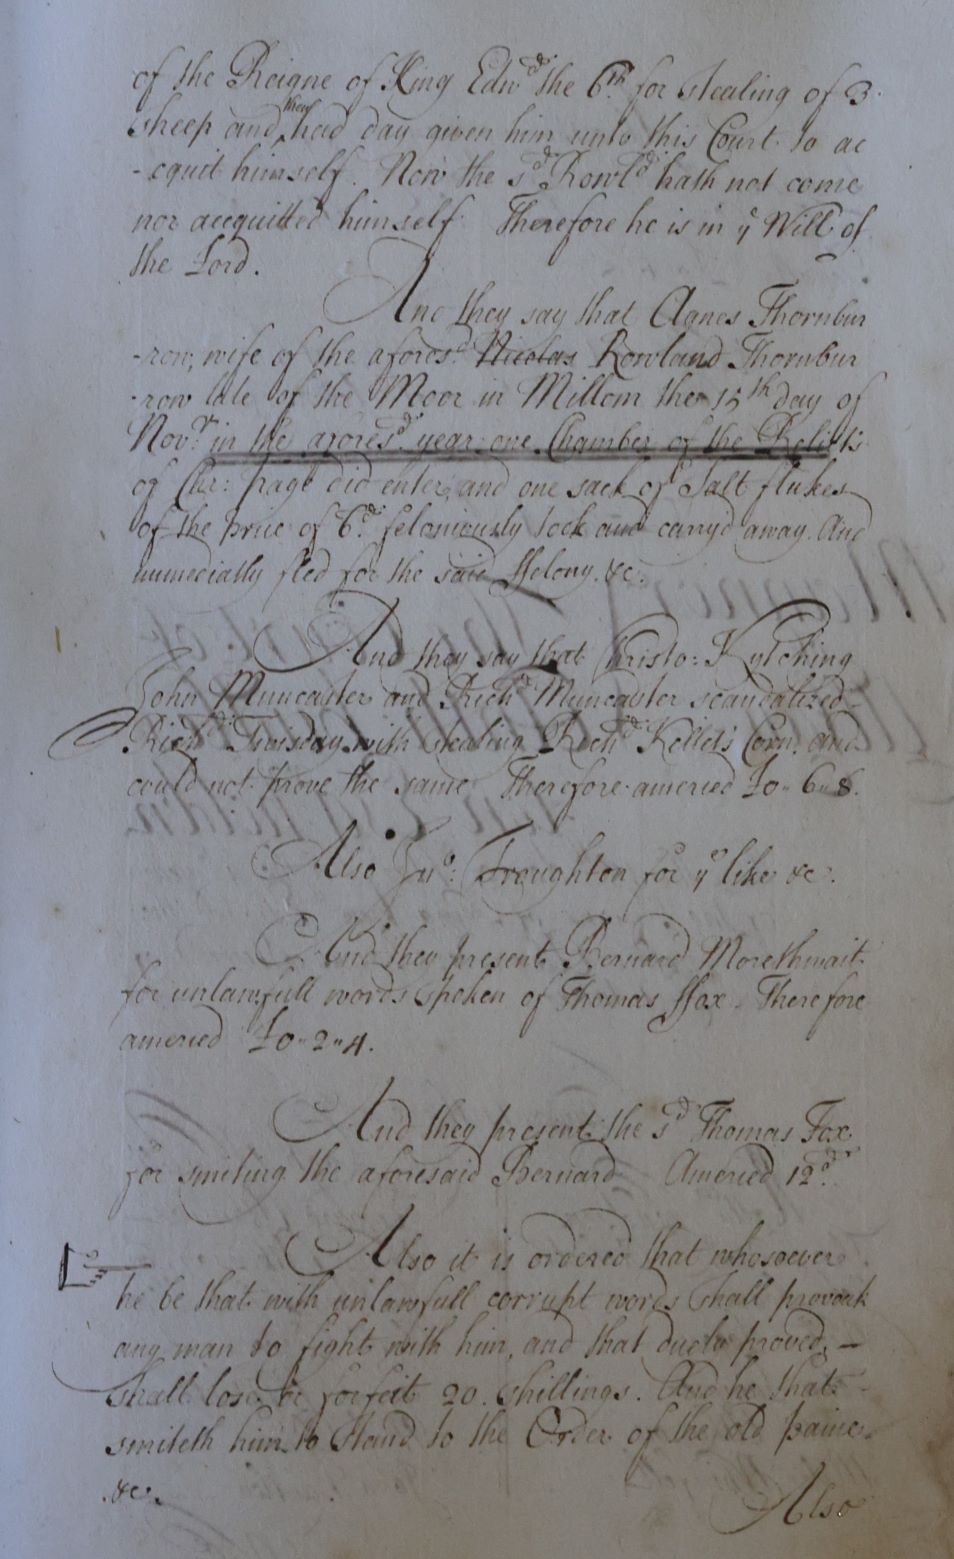 of the Reigne of King Edwd the 6th for stealing of 3
sheep and then had day given him unto this Court to ac
-cquit himself. Now the sd Rowld hath not come
nor acquitted himself Therefore he is in ye Will of
the Lord.
And they say that Agnes Thornbur
-row, wife of the aforesd Nicolas Rowland Thornbur
-row late of the Moor in Millom the 15th day of
Novr in the aforesd year one Chamber of the Relicts
of Chr: page did enter, and one sack of Salt flukes
of the price of 6d feloniously took and carry'd away. And
immediatly fled for the said ffelony. &c.
And they say that Christo: Kytching
John Muncaster and Richd Muncaster scandalized
Richd Tuesday with stealing Richd Kellet's Corn. And
could not prove the same Therefore amercied £0 " 6 " 8.
Also Jno: Troughton for ye like &c.
And they present Bernard Morethwait
for unlawfull words spoken of Thomas ffox. Therefore
amercied £0 " 2 " 4.
And they present the sd Thomas Fox
for smiting the aforesaid Bernard Amercied 12d.
Also it is ordered that whosoever
he be that with unlawfull corrupt words shall provock
any man to fight with him, and that duely proved, —
shall lose or forfeit 20 shillings. And he that
smiteth him to stand to the Order of the old paine
&c.
Also